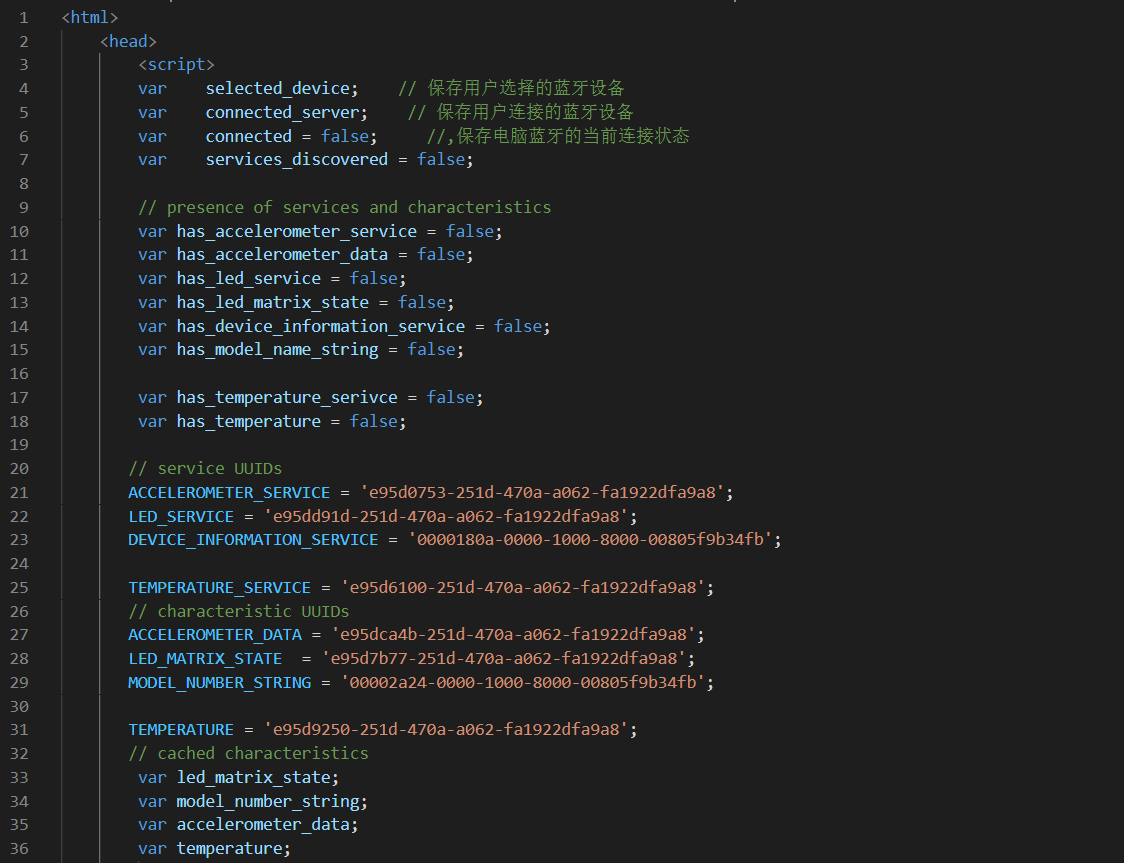 1 <html>
2 <head>
3 <script>
4 var selected_device; // 保存用户选择的蓝牙设备
5 var connected_server; // 保存用户连接的蓝牙设备
6 var connected = false; //,保存电脑蓝牙的当前连接状态
7 var services_discovered = false;
8
9 // presence of services and characteristics
10 var has_accelerometer_service = false;
11 var has_accelerometer_data = false;
12 var has_led_service = false;
13 var has_led_matrix_state = false;
14 var has_device_information_service = false;
15 var has_model_name_string = false;
16
17 var has_temperature_serivce = false;
18 var has_temperature = false;
19
20 // service UUIDs
21 ACCELEROMETER_SERVICE = 'e95d0753-251d-470a-a062-fa1922dfa9a8';
22 LED_SERVICE = 'e95dd91d-251d-470a-a062-fa1922dfa9a8';
23 DEVICE_INFORMATION_SERVICE = '0000180a-0000-1000-8000-00805f9b34fb';
24
25 TEMPERATURE_SERVICE = 'e95d6100-251d-470a-a062-fa1922dfa9a8';
26 // characteristic UUIDs
27 ACCELEROMETER_DATA = 'e95dca4b-251d-470a-a062-fa1922dfa9a8';
28 LED_MATRIX_STATE  = 'e95d7b77-251d-470a-a062-fa1922dfa9a8';
29 MODEL_NUMBER_STRING = '00002a24-0000-1000-8000-00805f9b34fb';
30
31 TEMPERATURE = 'e95d9250-251d-470a-a062-fa1922dfa9a8';
32 // cached characteristics
33 var led_matrix_state;
34 var model_number_string;
35 var accelerometer_data;
36 var temperature;